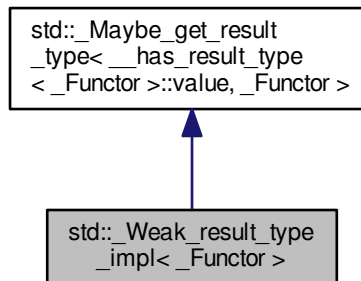 std::_Maybe_get_result
_type< __has_result_type
< _Functor >::value, _Functor >
std::_Weak_result_type
_impl< _Functor >